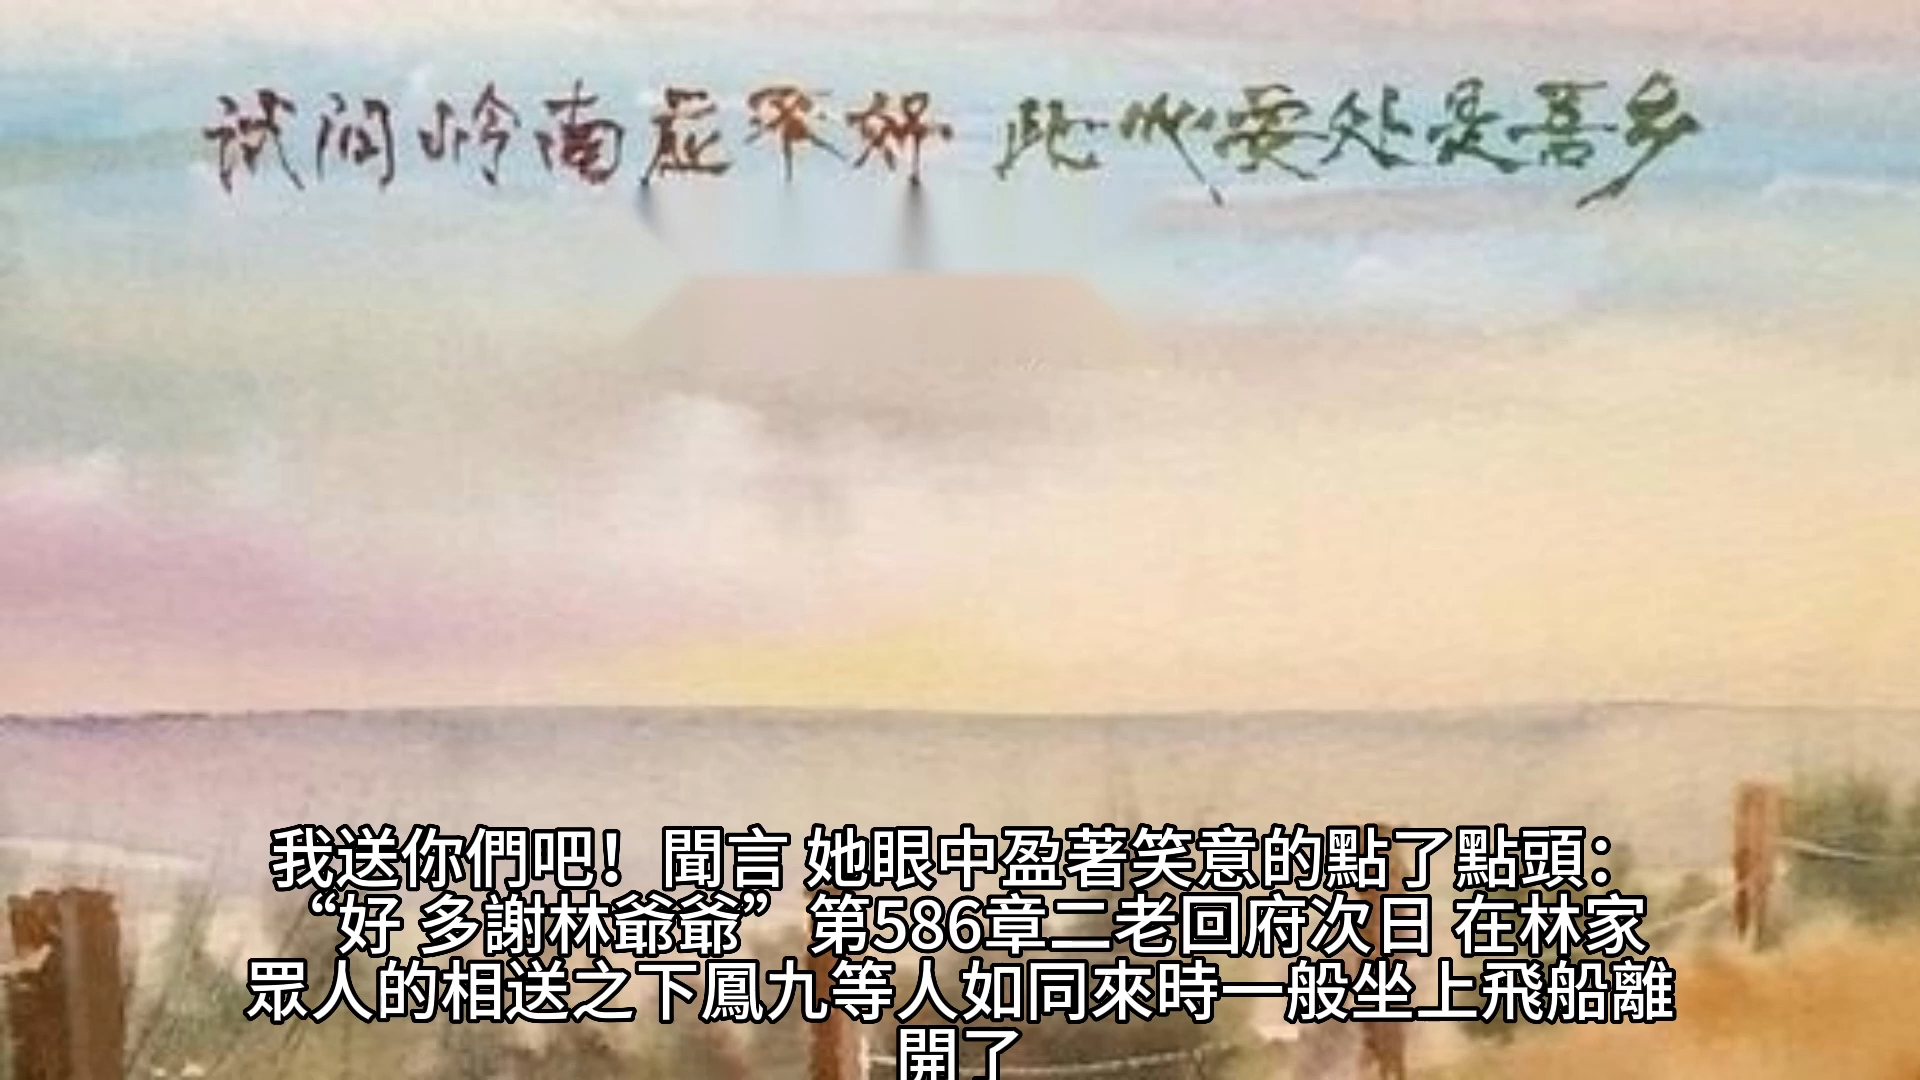 试问岭南应不好 此心安处是吾乡
我送你們吧！聞言 她眼中盈著笑意的點了點頭：
“好 多謝林爺爺” 第586章二老回府次日 在林家
眾人的相送之下鳳九等人如同來時一般坐上飛船離
開了